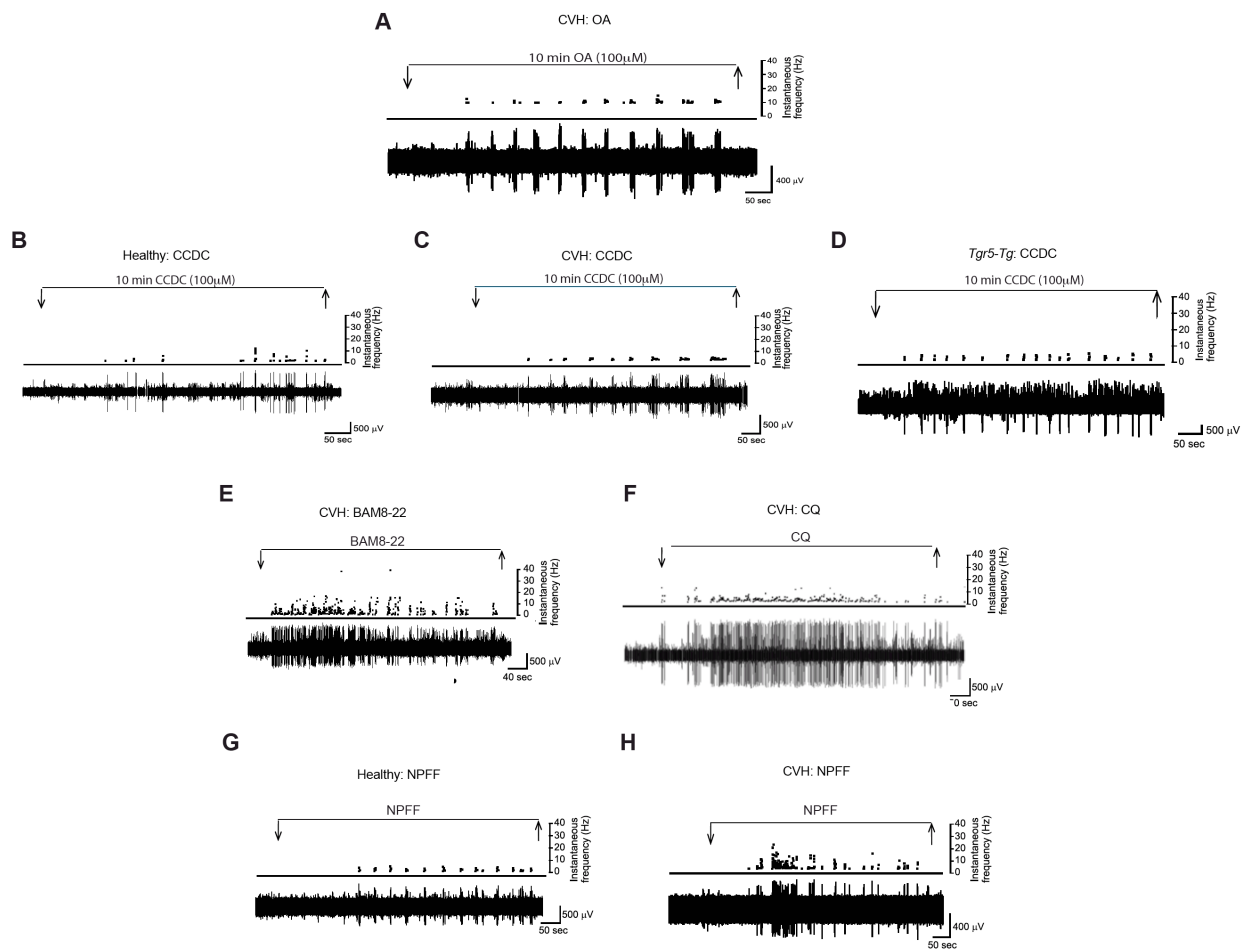 A
CVH: OA
10 min OA (100µM)
40
30
20
10
0
Instantaneous
frequency (Hz)
400 µV
50 sec
B
Healthy: CCDC
10 min CCDC (100µM)
40
30
20
10
0
Instantaneous
frequency (Hz)
500 µV
50 sec
C
CVH: CCDC
10 min CCDC (100µM)
40
30
20
10
0
Instantaneous
frequency (Hz)
500 µV
50 sec
D
Tgr5-Tg: CCDC
10 min CCDC (100µM)
40
30
20
10
0
Instantaneous
frequency (Hz)
500 µV
50 sec
E
CVH: BAM8-22
BAM8-22
40
30
20
10
0
Instantaneous
frequency (Hz)
500 µV
40 sec
F
CVH: CQ
CQ
40
30
20
10
0
Instantaneous
frequency (Hz)
500 µV
0 sec
G
Healthy: NPFF
NPFF
40
30
20
10
0
Instantaneous
frequency (Hz)
500 µV
50 sec
H
CVH: NPFF
NPFF
40
30
20
10
0
Instantaneous
frequency (Hz)
400 µV
50 sec